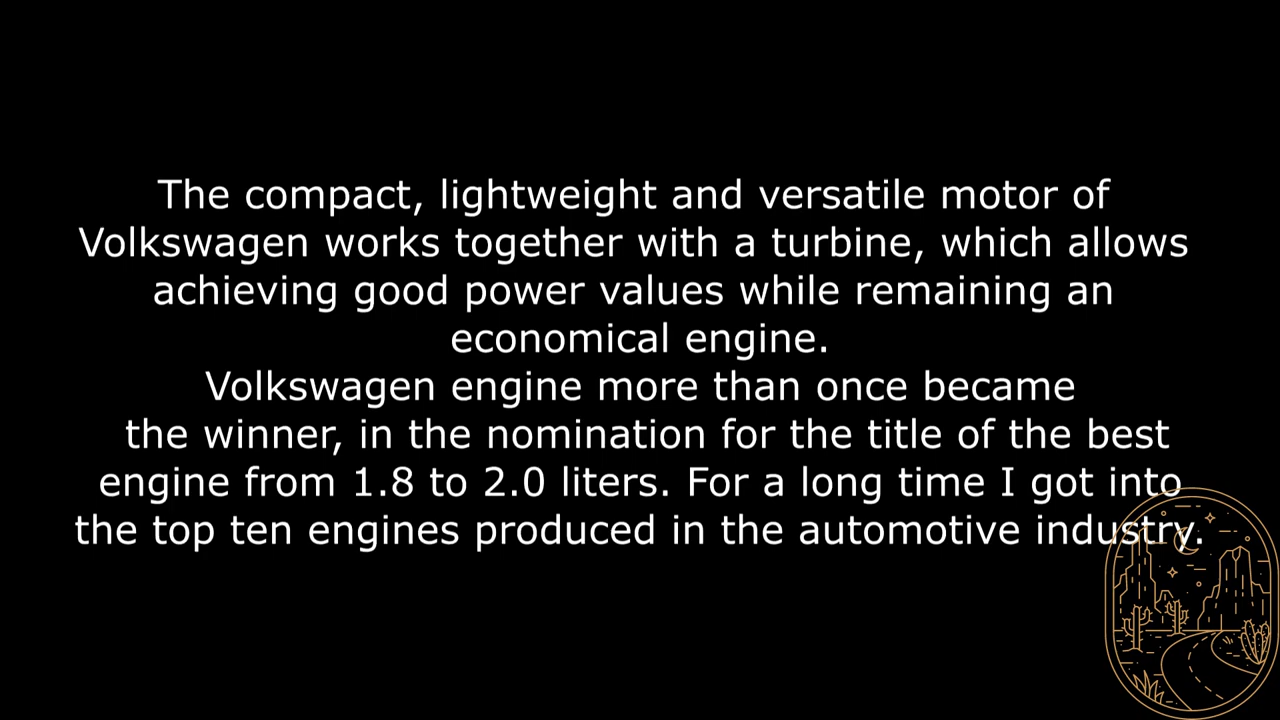 The compact, lightweight and versatile motor of
Volkswagen works together with a turbine, which allows
achieving good power values while remaining an
economical engine.
Volkswagen engine more than once became
the winner, in the nomination for the title of the best
engine from 1.8 to 2.0 liters. For a long time I got into
the top ten engines produced in the automotive industry.